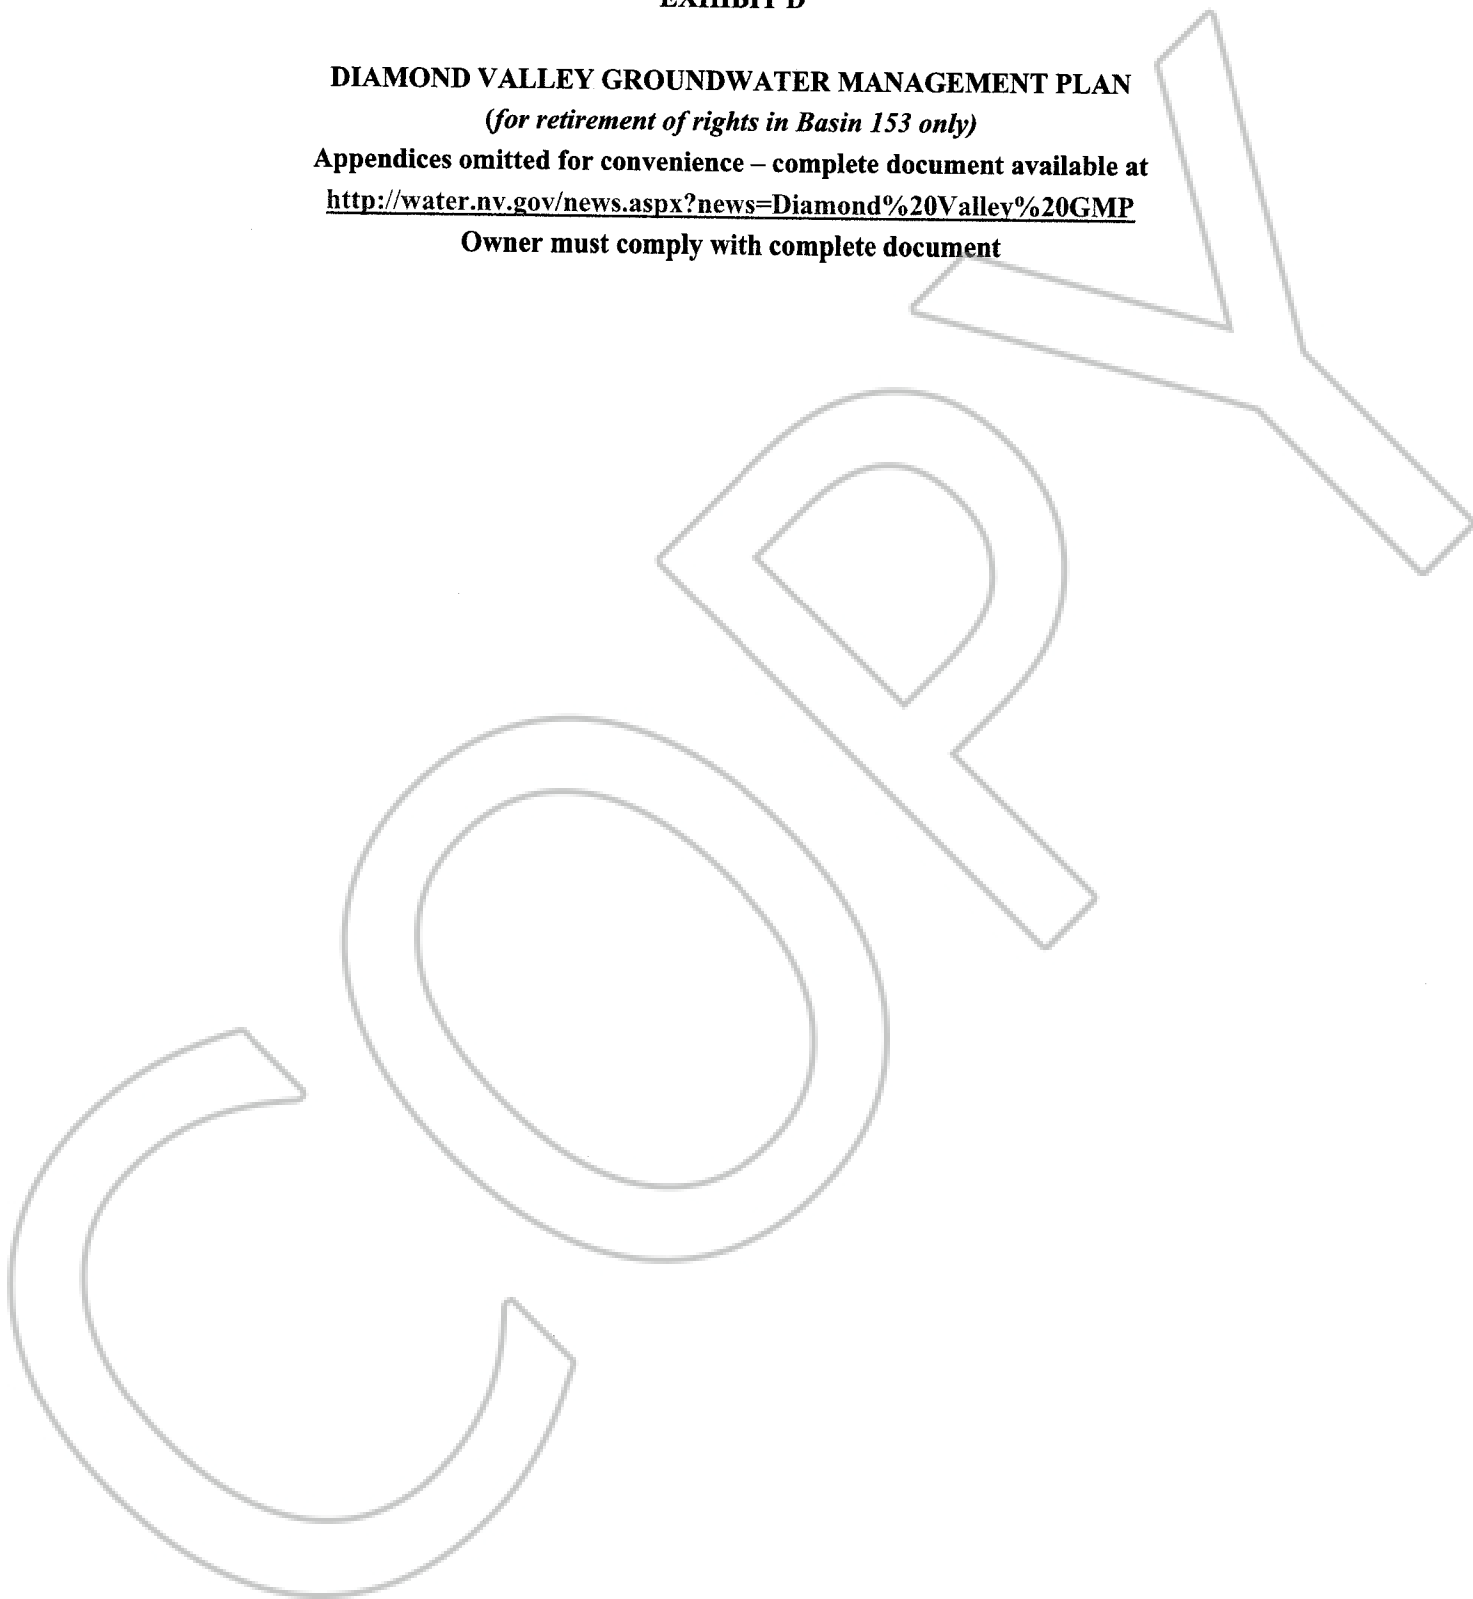 EXHIBIT D
DIAMOND VALLEY GROUNDWATER MANAGEMENT PLAN
(for retirement of rights in Basin 153 only)
Appendices omitted for convenience – complete document available at
http://water.nv.gov/news.aspx?news=Diamond%20Valley%20GMP
Owner must comply with complete document
COPY